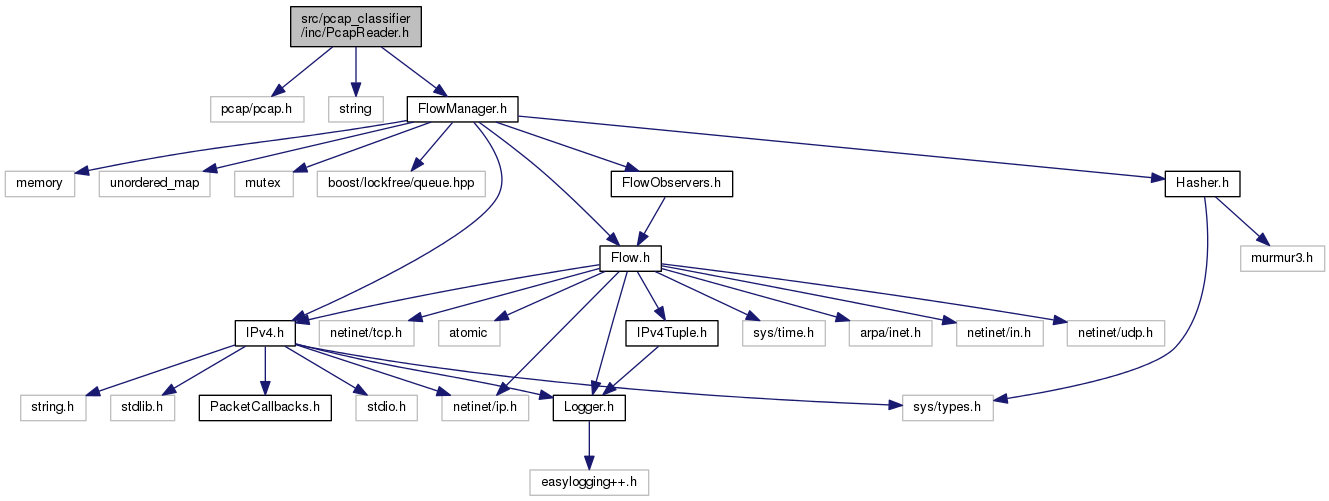 src/pcap_classifier
/inc/PcapReader.h
pcap/pcap.h
string
FlowManager.h
memory
unordered_map
mutex
boost/lockfree/queue.hpp
FlowObservers.h
Hasher.h
Flow.h
murmur3.h
IPv4.h
netinet/tcp.h
atomic
IPv4Tuple.h
sys/time.h
arpa/inet.h
netinet/in.h
netinet/udp.h
string.h
stdlib.h
PacketCallbacks.h
stdio.h
netinet/ip.h
Logger.h
sys/types.h
easylogging++.h